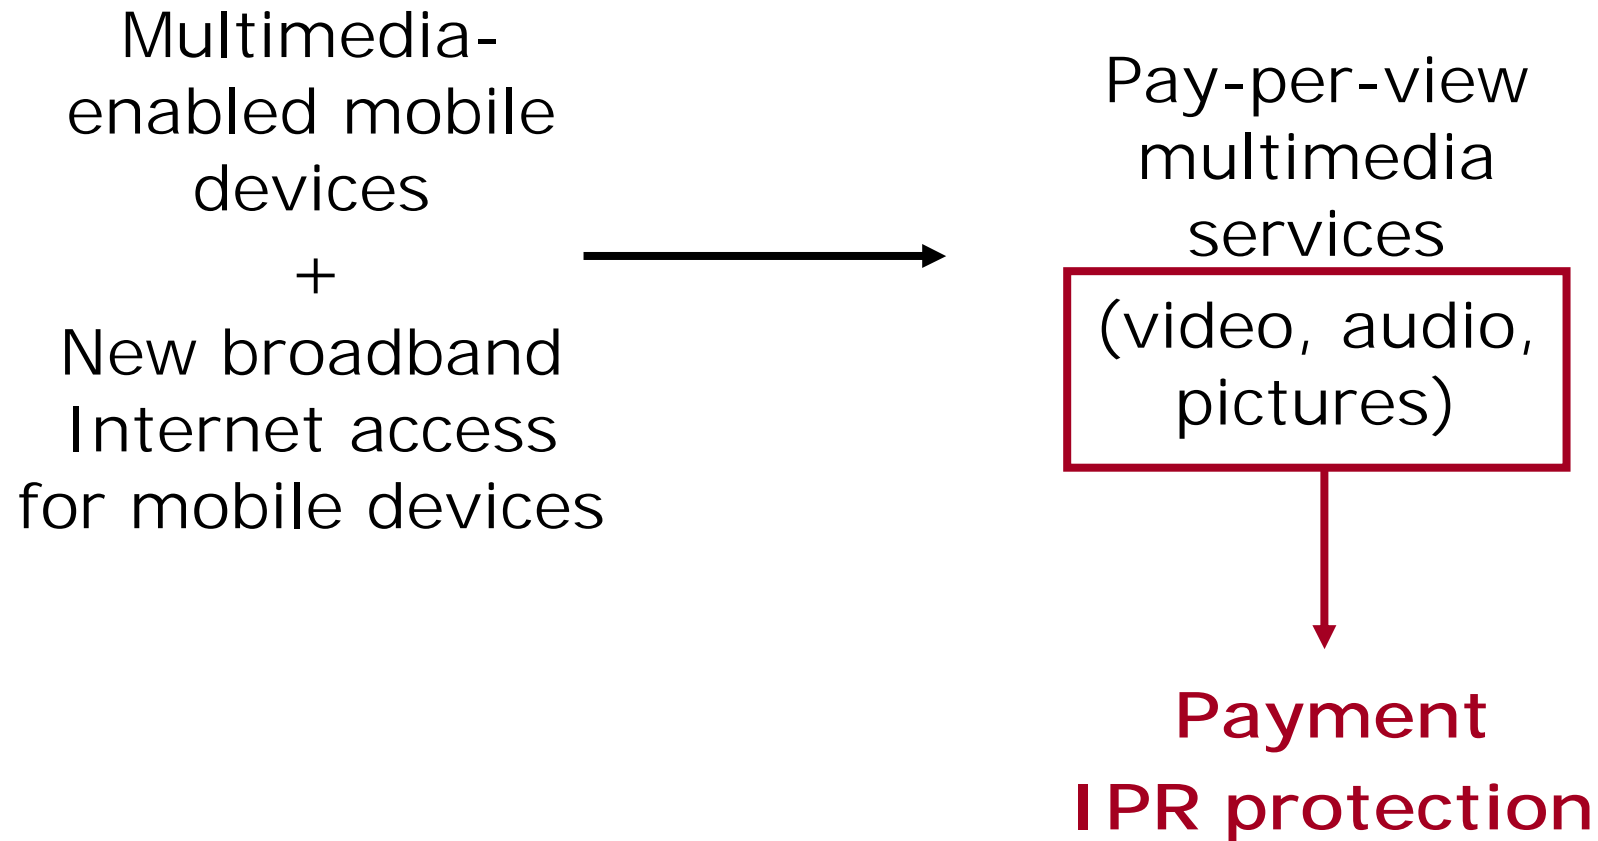 Multimedia-
enabled mobile
devices
+
New broadband
Internet access
for mobile devices
Pay-per-view
multimedia
services
(video, audio,
pictures)
Payment
IPR protection